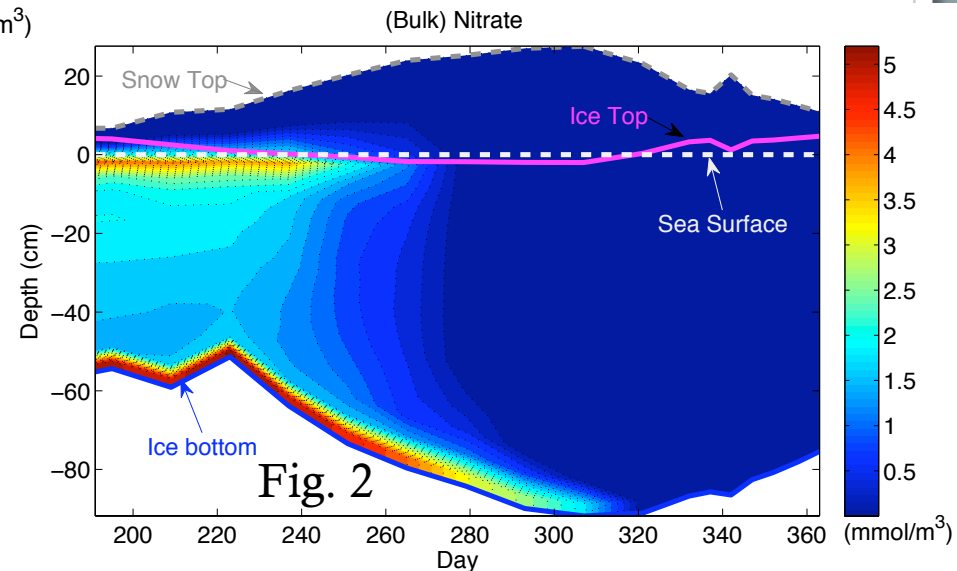 m³)
(Bulk) Nitrate
Snow Top
Ice Top
Sea Surface
Ice bottom
Fig. 2
Depth (cm)
20
0
−20
−40
−60
−80
200
220
240
260
280
300
320
340
360
Day
5
4.5
4
3.5
3
2.5
2
1.5
1
0.5
(mmol/m³)